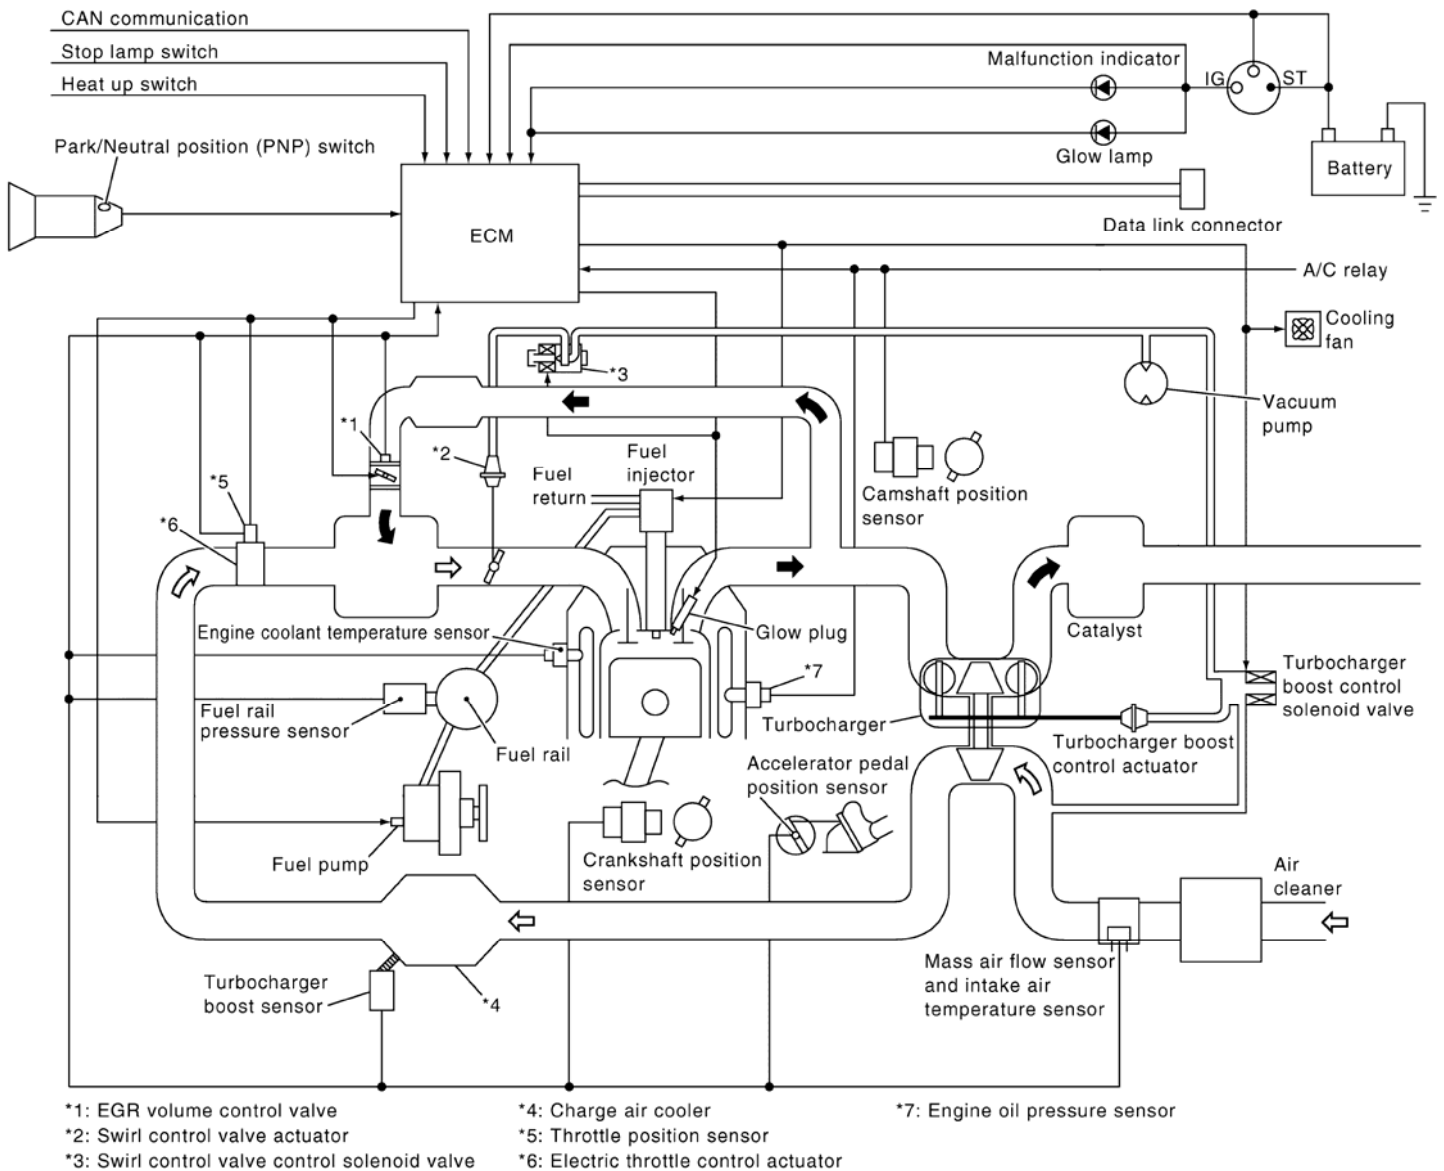 CAN communication
Stop lamp switch
Heat up switch
Malfunction indicator
IG
ST
Glow lamp
Battery
Park/Neutral position (PNP) switch
ECM
Data link connector
A/C relay
Cooling
fan
*3
*1
*2
Vacuum
pump
Fuel
injector
Fuel
return
*5
*6
Camshaft position
sensor
Engine coolant temperature sensor
Glow plug
Catalyst
*7
Turbocharger
boost control
solenoid valve
Fuel rail
pressure sensor
Fuel rail
Turbocharger
Turbocharger boost
control actuator
Accelerator pedal
position sensor
Fuel pump
Crankshaft position
sensor
Air
cleaner
Turbocharger
boost sensor
*4
Mass air flow sensor
and intake air
temperature sensor
*1: EGR volume control valve
*2: Swirl control valve actuator
*3: Swirl control valve control solenoid valve
*4: Charge air cooler
*5: Throttle position sensor
*6: Electric throttle control actuator
*7: Engine oil pressure sensor